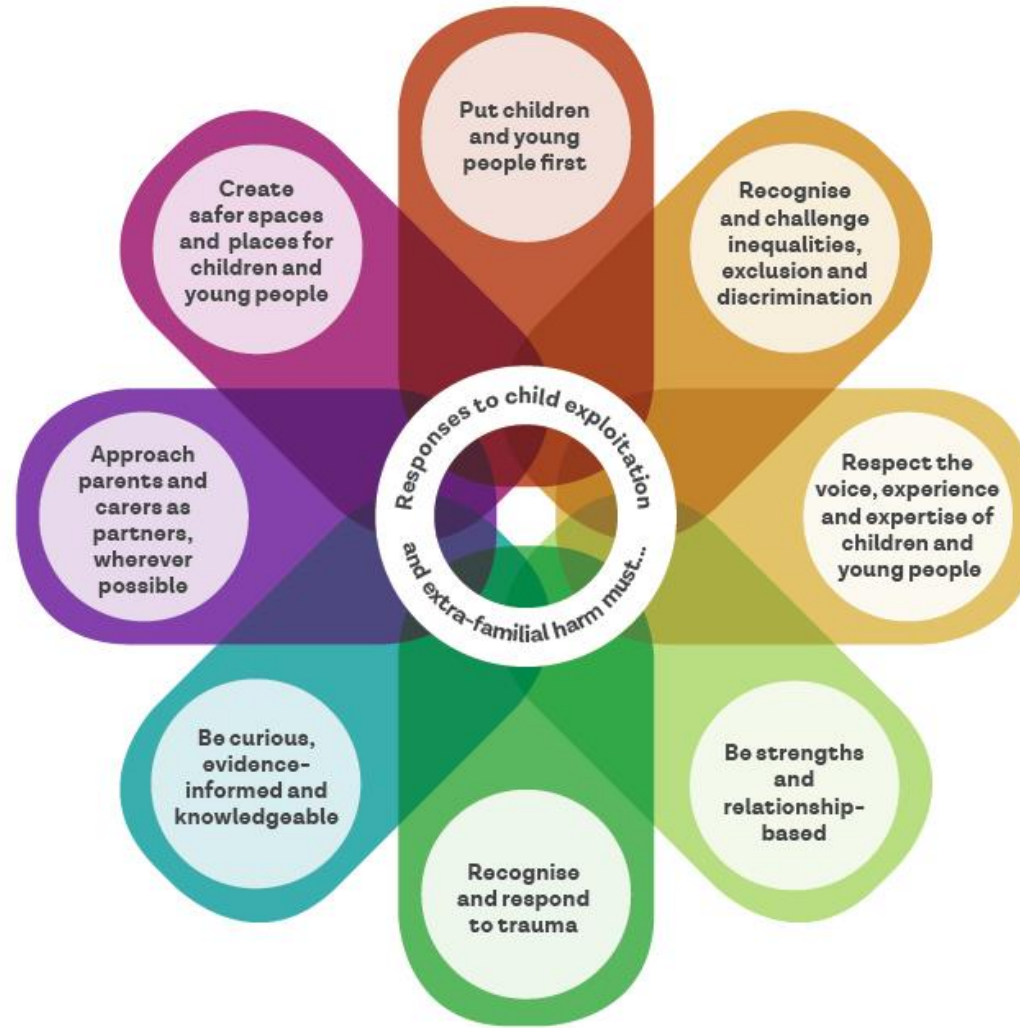 Put children
and young
people first
Recognise
and challenge
inequalities,
exclusion and
discrimination
Respect the
voice, experience
and expertise of
children and
young people
Be strengths
and
relationship-
based
Recognise
and respond
to trauma
Be curious,
evidence-
informed and
knowledgeable
Approach
parents and
carers as
partners,
wherever
possible
Create
safer spaces
and places for
children and
young people
Responses to child exploitation
and extra-familial harm must...